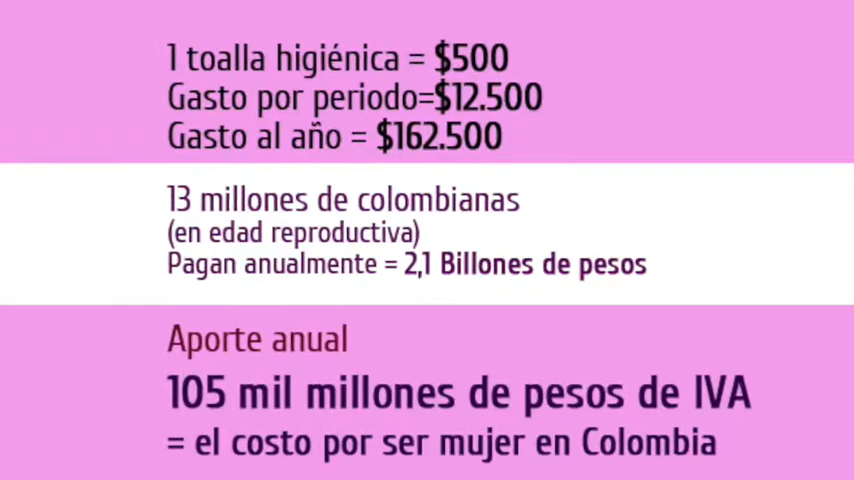 1 toalla higiénica = $500
Gasto por periodo=$12.500
Gasto al año = $162.500
13 millones de colombianas
(en edad reproductiva)
Pagan anualmente = 2,1 Billones de pesos
Aporte anual
105 mil millones de pesos de IVA
= el costo por ser mujer en Colombia